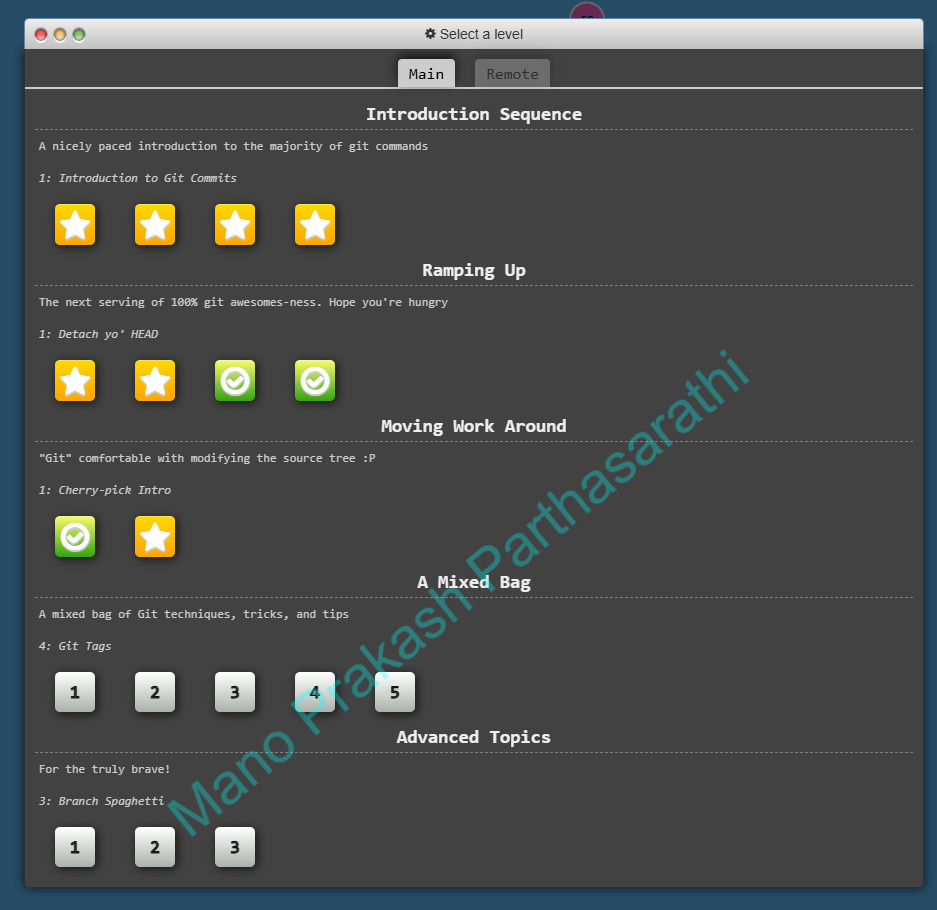 Select a level
Main Remote
Introduction Sequence
A nicely paced introduction to the majority of git commands
1: Introduction to Git Commits
Ramping Up
The next serving of 100% git awesomes-ness. Hope you're hungry
1: Detach yo' HEAD
Moving Work Around
"Git" comfortable with modifying the source tree :P
1: Cherry-pick Intro
A Mixed Bag
A mixed bag of Git techniques, tricks, and tips
4: Git Tags
1 2 3 4 5
Advanced Topics
For the truly brave!
3: Branch Spaghetti
1 2 3
Mano Prakash Parthasarathi